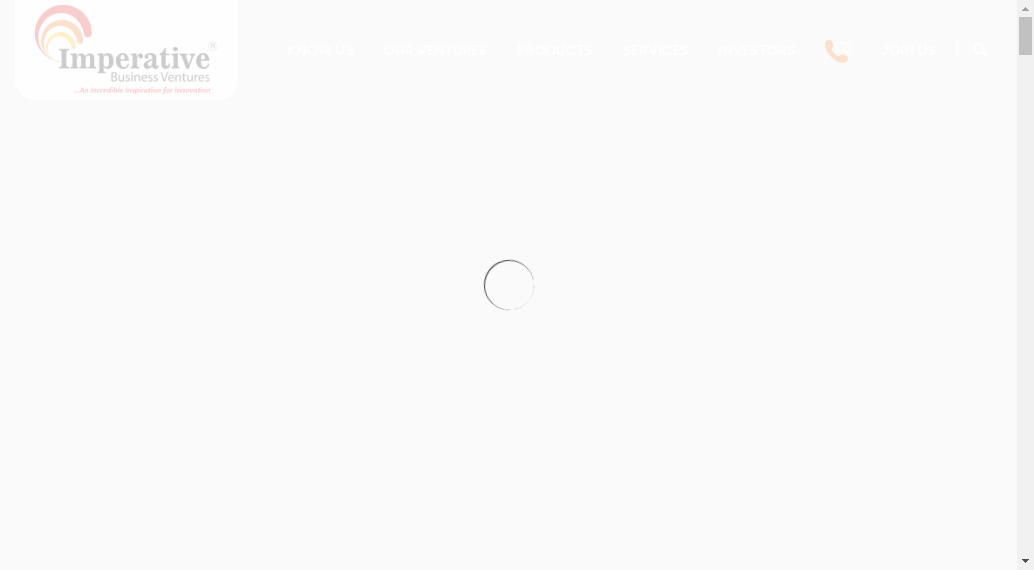 Imperative®
Business Ventures
...An Incredible Inspiration for Innovation
KNOW US OUR VENTURES PRODUCTS SERVICES INVESTORS JOIN US